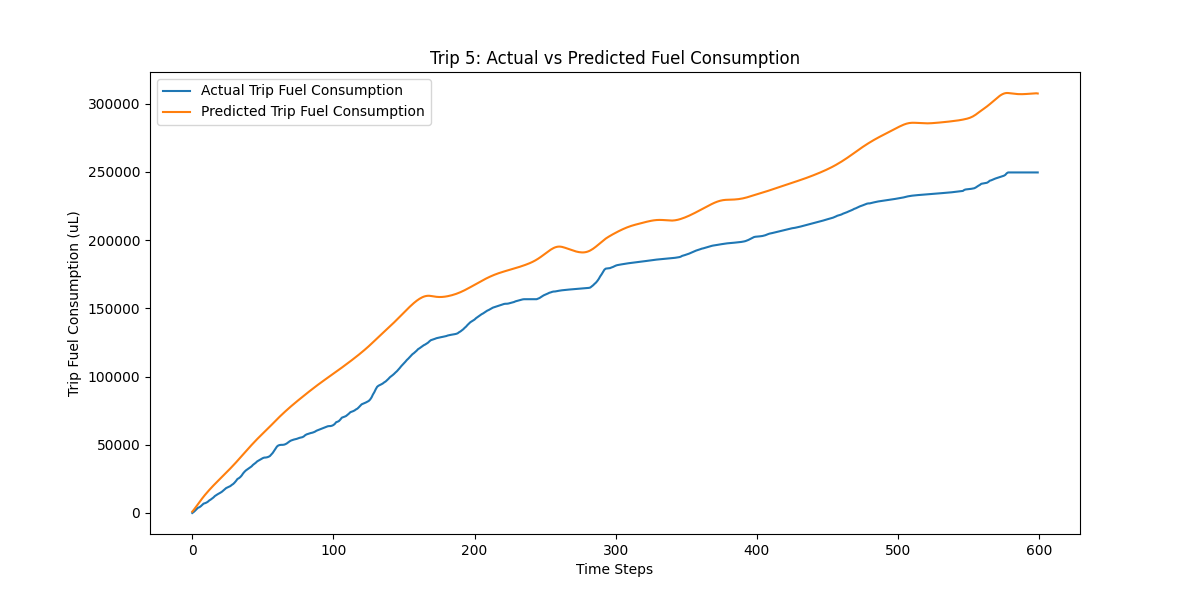 Trip 5: Actual vs Predicted Fuel Consumption
Actual Trip Fuel Consumption
Predicted Trip Fuel Consumption
Trip Fuel Consumption (uL)
300000
250000
200000
150000
100000
50000
0
0 100 200 300 400 500 600
Time Steps